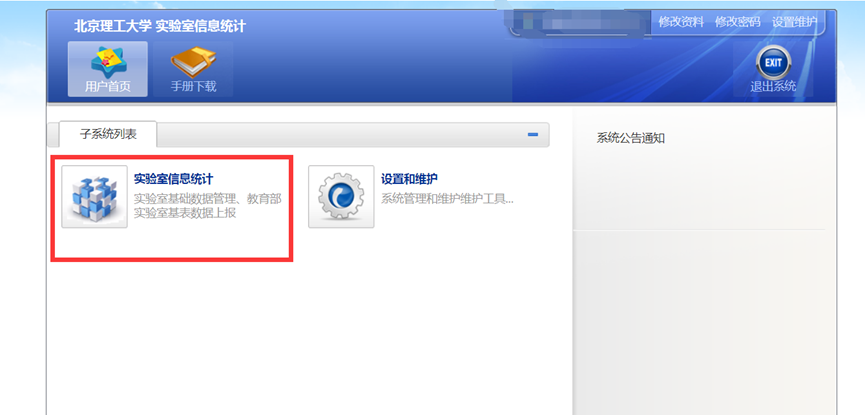 北京理工大学 实验室信息统计
修改资料 修改密码 设置维护
用户首页 手册下载
EXIT
退出系统
子系统列表
系统公告通知
实验室信息统计
实验室基础数据管理、教育部
实验室基表数据上报
设置和维护
系统管理和维护维护工具...